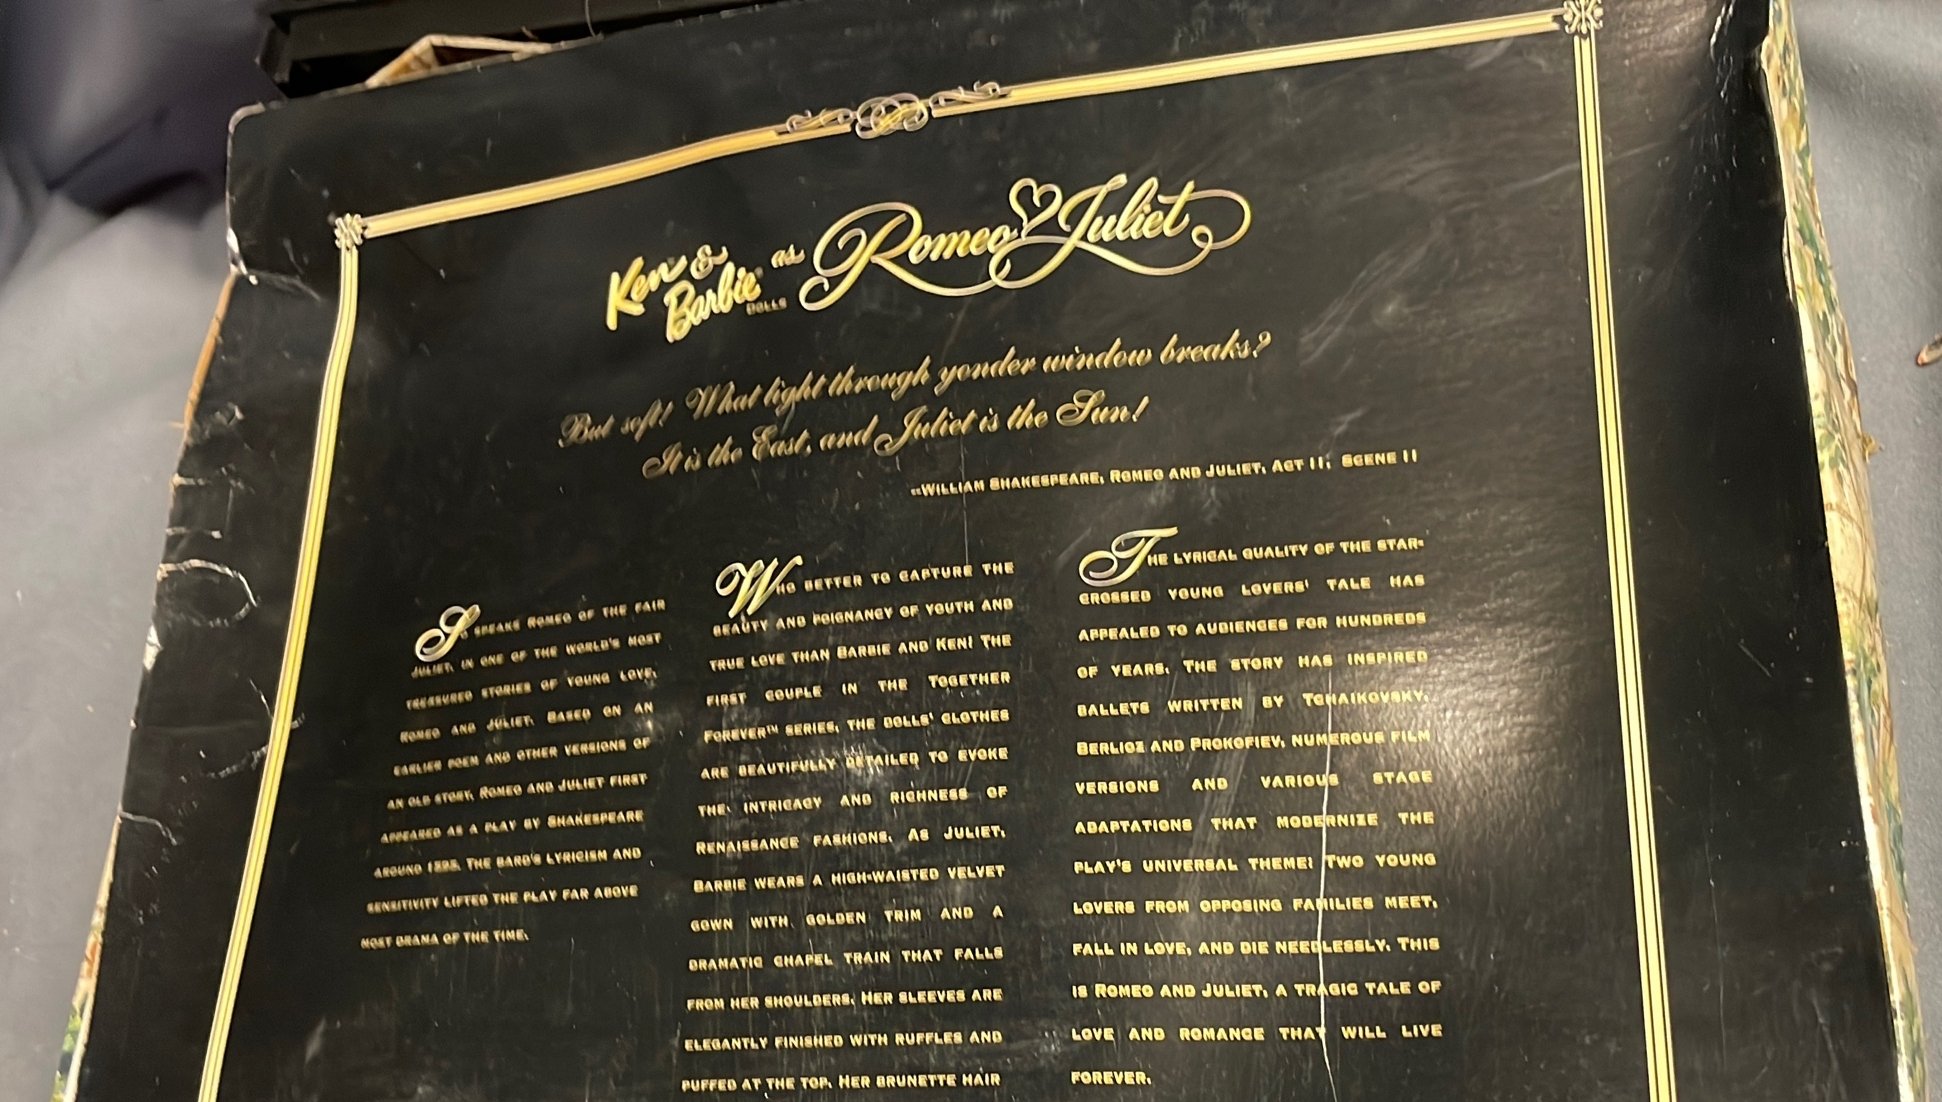 Ken® & Barbie® DOLLS as Romeo & Juliet
But soft! What light through yonder window breaks?
It is the East, and Juliet is the Sun!
--WILLIAM SHAKESPEARE, ROMEO AND JULIET, ACT II, SCENE II
SO SPEAKS ROMEO OF THE FAIR
JULIET, IN ONE OF THE WORLD'S MOST
TREASURED STORIES OF YOUNG LOVE,
ROMEO AND JULIET. BASED ON AN
EARLIER POEM AND OTHER VERSIONS OF
AN OLD STORY, ROMEO AND JULIET FIRST
APPEARED AS A PLAY BY SHAKESPEARE
AROUND 1595. THE BARD'S LYRICISM AND
SENSITIVITY LIFTED THE PLAY FAR ABOVE
MOST DRAMA OF THE TIME.
WHO BETTER TO CAPTURE THE
BEAUTY AND POIGNANCY OF YOUTH AND
TRUE LOVE THAN BARBIE AND KEN! THE
FIRST COUPLE IN THE TOGETHER
FOREVER™ SERIES, THE DOLLS' CLOTHES
ARE BEAUTIFULLY DETAILED TO EVOKE
THE INTRICACY AND RICHNESS OF
RENAISSANCE FASHIONS. AS JULIET,
BARBIE WEARS A HIGH-WAISTED VELVET
GOWN WITH GOLDEN TRIM AND A
DRAMATIC CHAPEL TRAIN THAT FALLS
FROM HER SHOULDERS. HER SLEEVES ARE
ELEGANTLY FINISHED WITH RUFFLES AND
PUFFED AT THE TOP. HER BRUNETTE HAIR
THE LYRICAL QUALITY OF THE STAR-
CROSSED YOUNG LOVERS' TALE HAS
APPEALED TO AUDIENCES FOR HUNDREDS
OF YEARS. THE STORY HAS INSPIRED
BALLETS WRITTEN BY TCHAIKOVSKY,
BERLIOZ AND PROKOFIEV, NUMEROUS FILM
VERSIONS AND VARIOUS STAGE
ADAPTATIONS THAT MODERNIZE THE
PLAY'S UNIVERSAL THEME: TWO YOUNG
LOVERS FROM OPPOSING FAMILIES MEET,
FALL IN LOVE, AND DIE NEEDLESSLY. THIS
IS ROMEO AND JULIET, A TRAGIC TALE OF
LOVE AND ROMANCE THAT WILL LIVE
FOREVER.